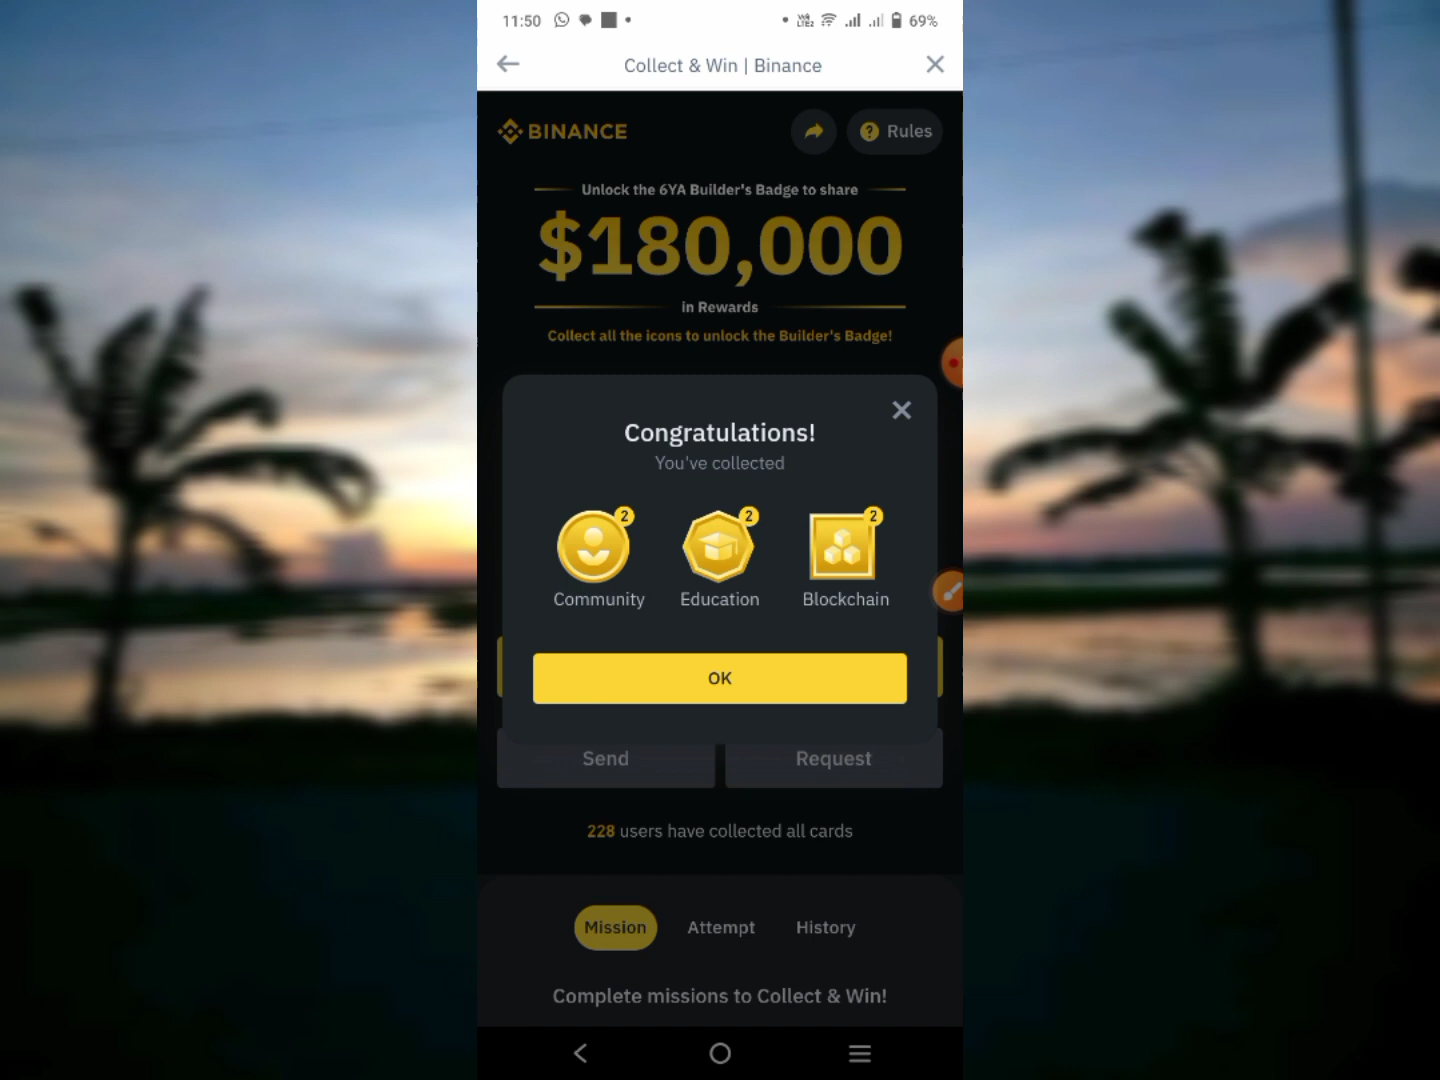 11:50
69%
Collect & Win | Binance
BINANCE
? Rules
Unlock the 6YA Builder's Badge to share
$180,000
in Rewards
Collect all the icons to unlock the Builder's Badge!
Congratulations!
You've collected
2 2 2
Community Education Blockchain
OK
Send Request
228 users have collected all cards
Mission Attempt History
Complete missions to Collect & Win!